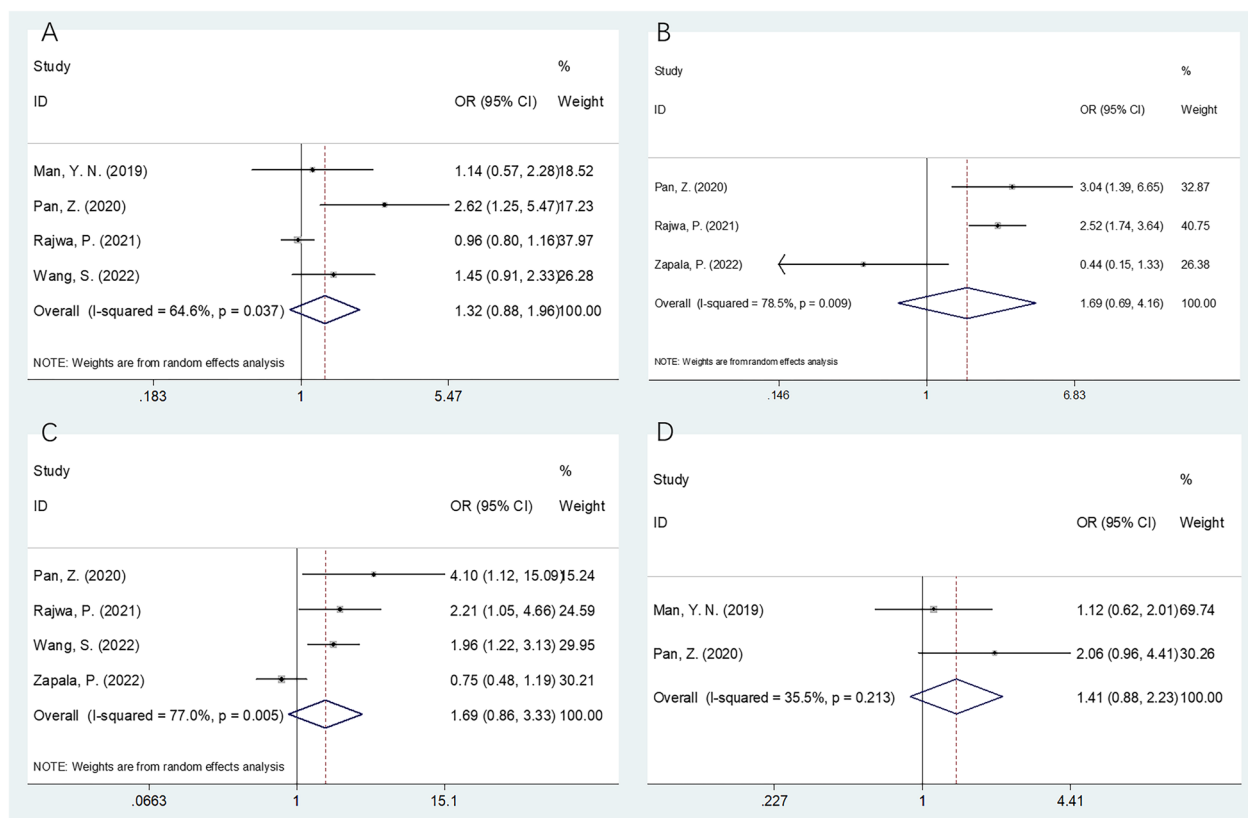 A
Study %
ID OR (95% CI) Weight
Man, Y. N. (2019) 1.14 (0.57, 2.28) 18.52
Pan, Z. (2020) 2.62 (1.25, 5.47) 17.23
Rajwa, P. (2021) 0.96 (0.80, 1.16) 37.97
Wang, S. (2022) 1.45 (0.91, 2.33) 26.28
Overall (I-squared = 64.6%, p = 0.037) 1.32 (0.88, 1.96) 100.00
NOTE: Weights are from random effects analysis
.183 1 5.47
B
Study %
ID OR (95% CI) Weight
Pan, Z. (2020) 3.04 (1.39, 6.65) 32.87
Rajwa, P. (2021) 2.52 (1.74, 3.64) 40.75
Zapala, P. (2022) 0.44 (0.15, 1.33) 26.38
Overall (I-squared = 78.5%, p = 0.009) 1.69 (0.69, 4.16) 100.00
NOTE: Weights are from random effects analysis
.146 1 6.83
C
Study %
ID OR (95% CI) Weight
Pan, Z. (2020) 4.10 (1.12, 15.09) 15.24
Rajwa, P. (2021) 2.21 (1.05, 4.66) 24.59
Wang, S. (2022) 1.96 (1.22, 3.13) 29.95
Zapala, P. (2022) 0.75 (0.48, 1.19) 30.21
Overall (I-squared = 77.0%, p = 0.005) 1.69 (0.86, 3.33) 100.00
NOTE: Weights are from random effects analysis
.0663 1 15.1
D
Study %
ID OR (95% CI) Weight
Man, Y. N. (2019) 1.12 (0.62, 2.01) 69.74
Pan, Z. (2020) 2.06 (0.96, 4.41) 30.26
Overall (I-squared = 35.5%, p = 0.213) 1.41 (0.88, 2.23) 100.00
.227 1 4.41